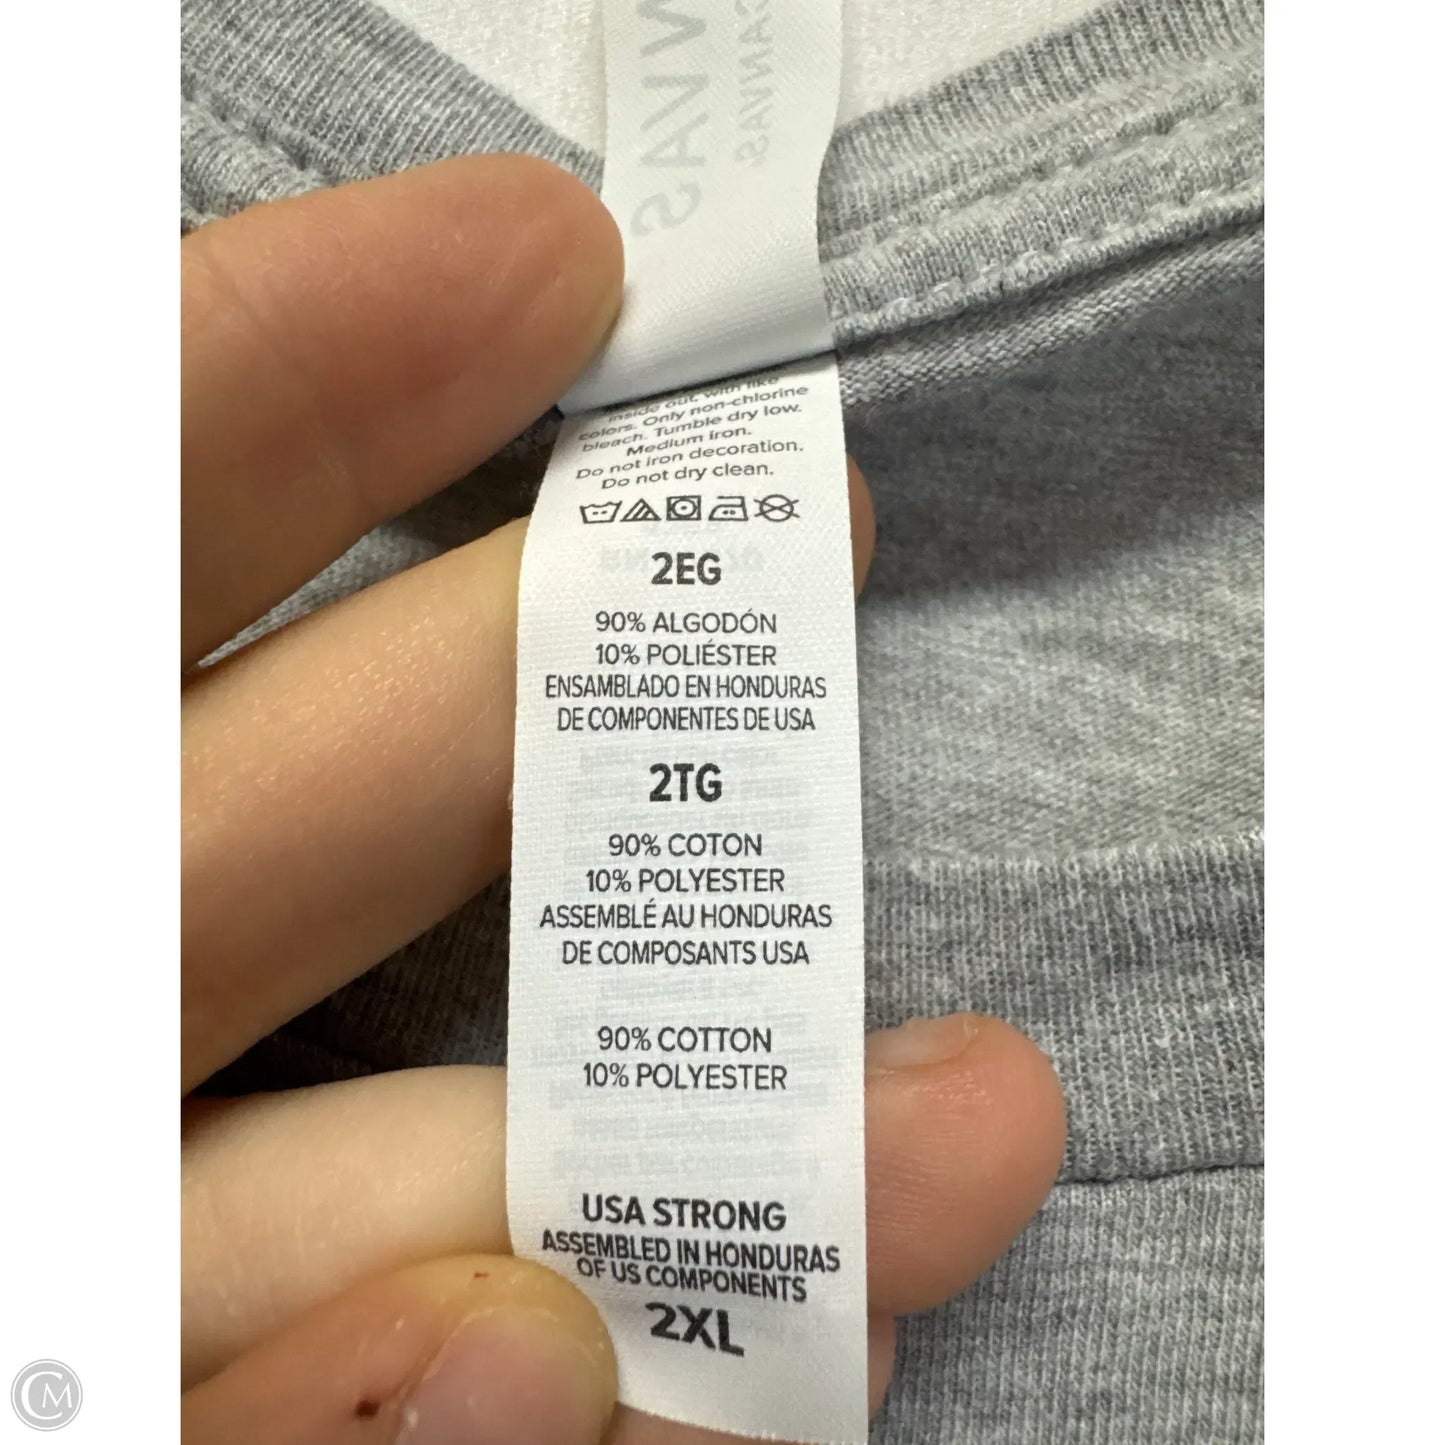 inside out, with like
colors. Only non-chlorine
bleach. Tumble dry low.
Medium iron.
Do not iron decoration.
Do not dry clean.
2EG
90% ALGODÓN
10% POLIÉSTER
ENSAMBLADO EN HONDURAS
DE COMPONENTES DE USA
2TG
90% COTON
10% POLYESTER
ASSEMBLÉ AU HONDURAS
DE COMPOSANTS USA
90% COTTON
10% POLYESTER
USA STRONG
ASSEMBLED IN HONDURAS
OF US COMPONENTS
2XL
CM